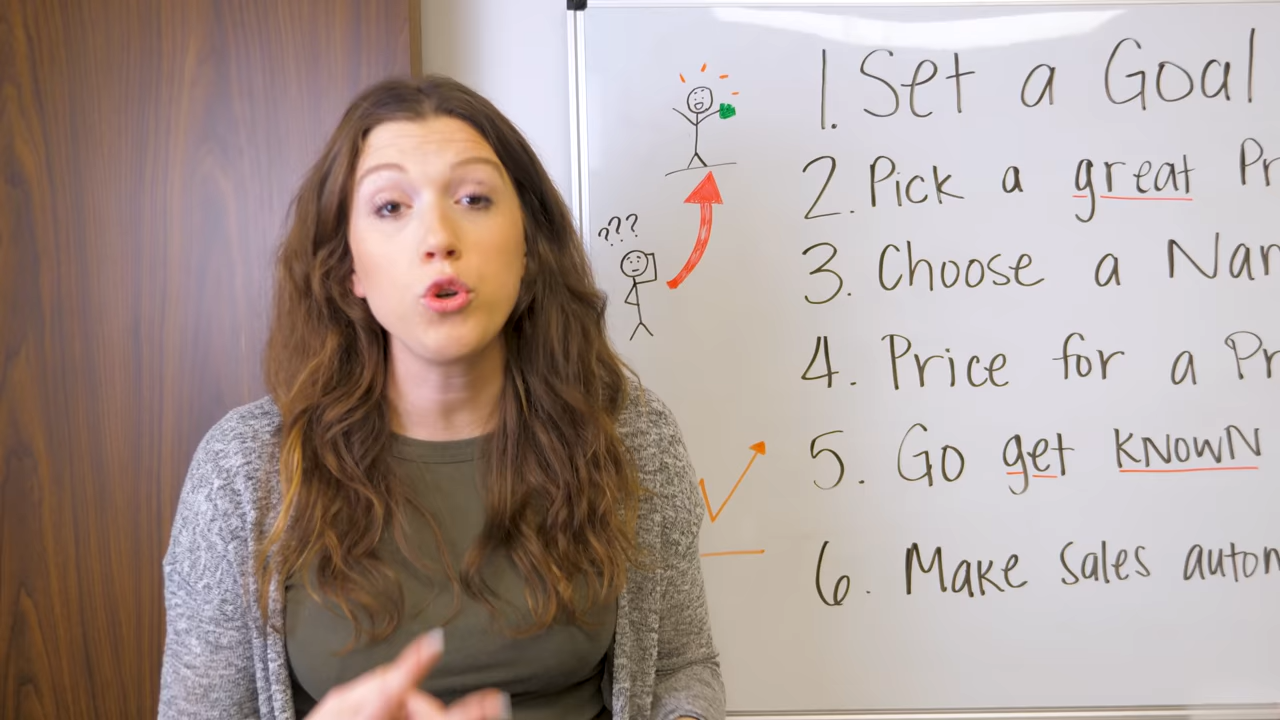 1. Set a Goal
2. Pick a great
3. Choose a
4. Price for a
5. Go get KNOWN
6. Make sales
???